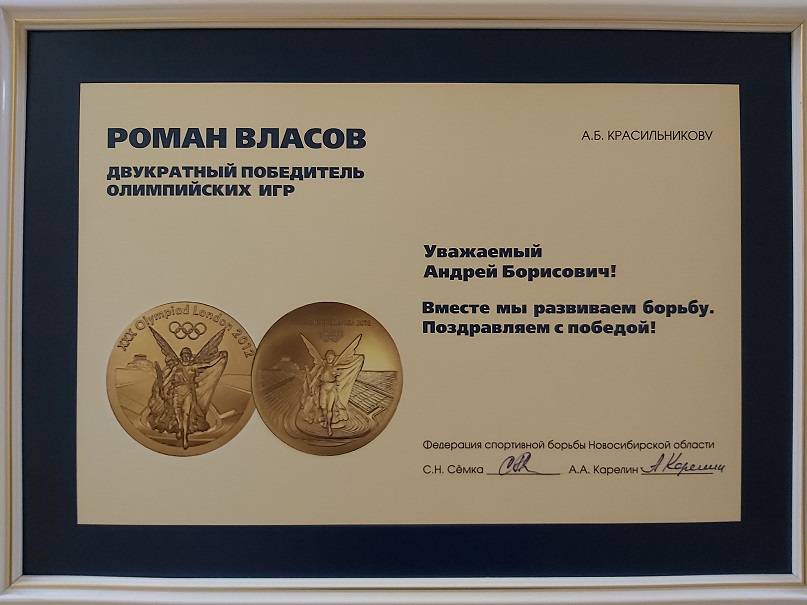 РОМАН ВЛАСОВ
ДВУКРАТНЫЙ ПОБЕДИТЕЛЬ
ОЛИМПИЙСКИХ ИГР
А.Б. КРАСИЛЬНИКОВУ
Уважаемый
Андрей Борисович!
Вместе мы развиваем борьбу.
Поздравляем с победой!
XXX Olympiad London 2012
Федерация спортивной борьбы Новосибирской области
С.Н. Сёмка А.А. Карелин А Карелин